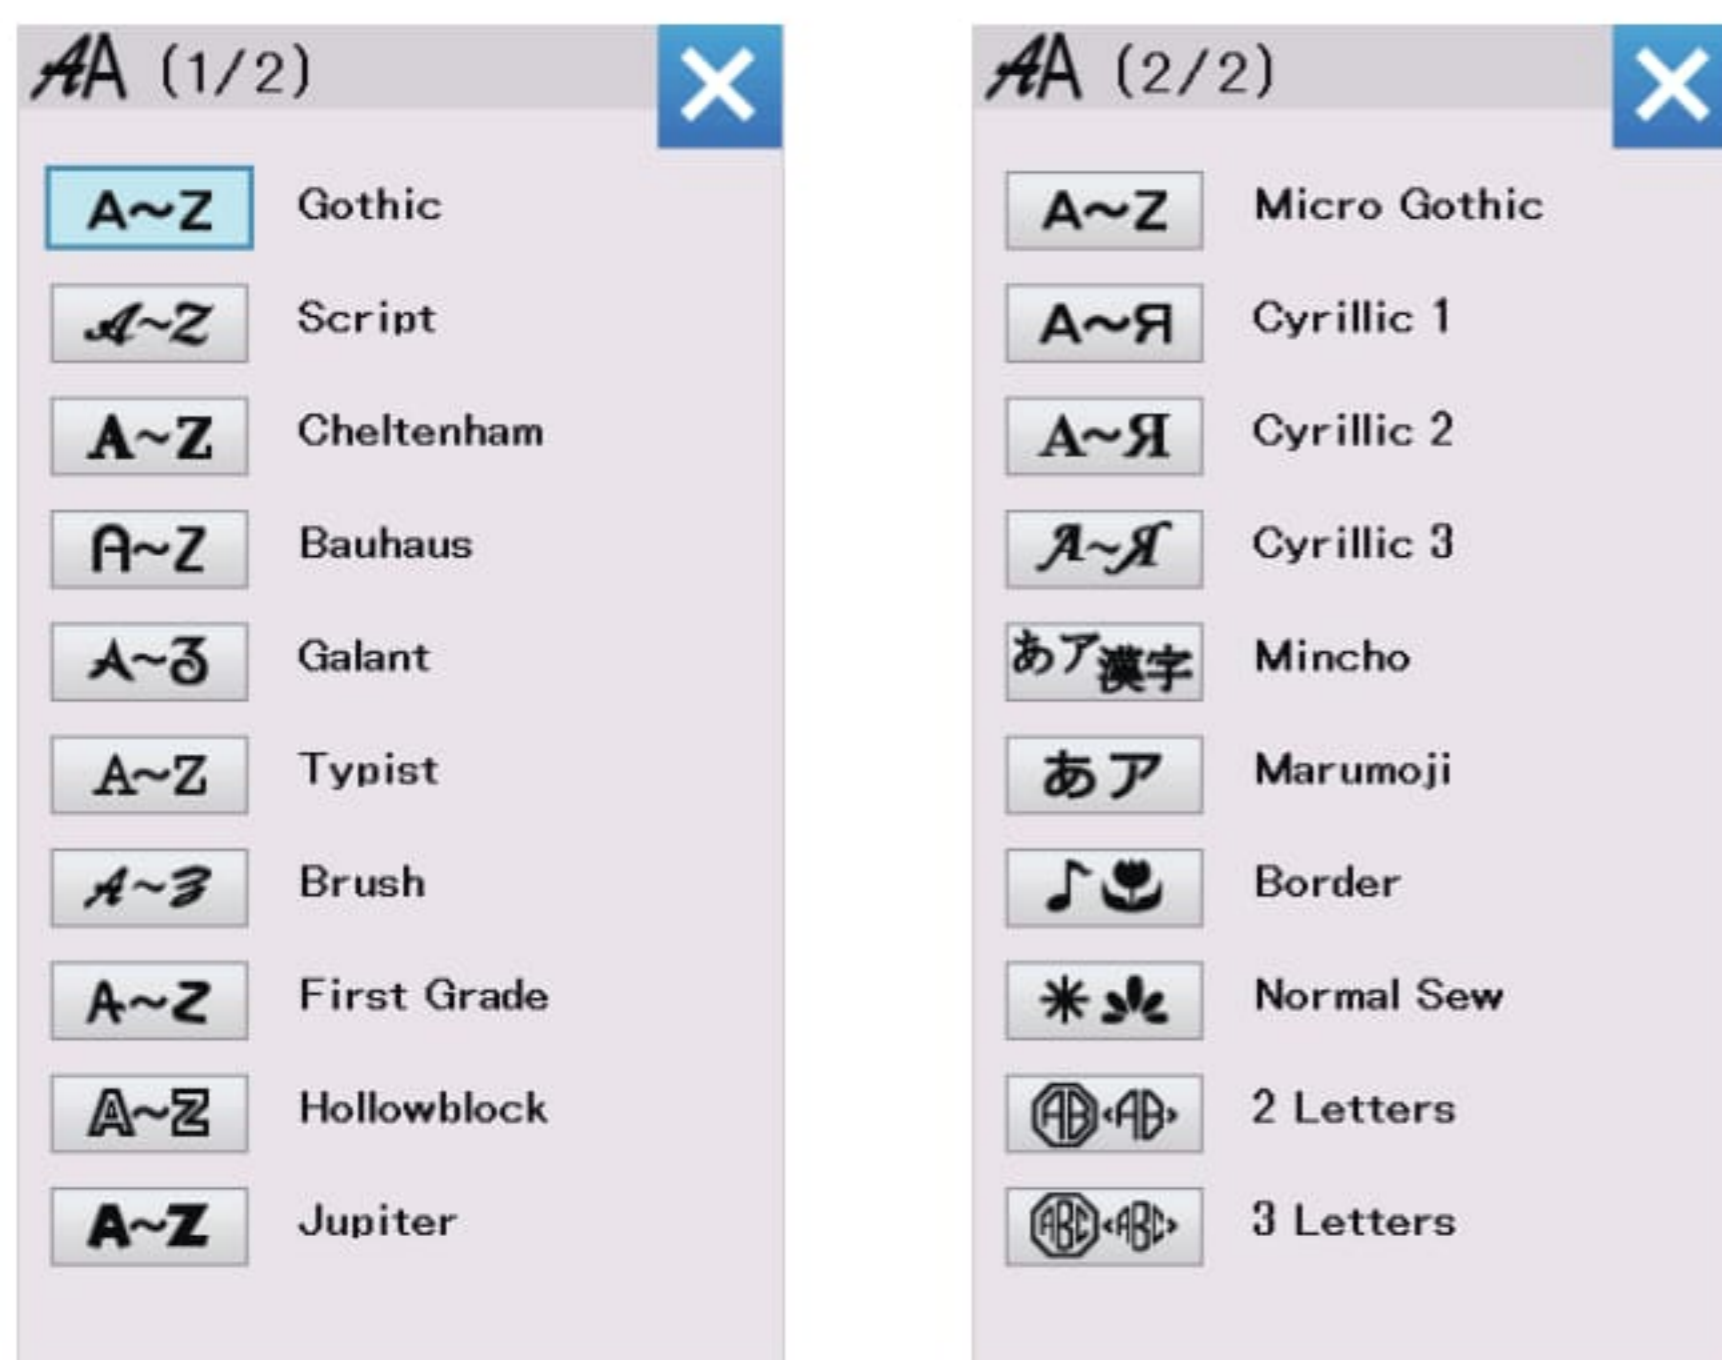 AA (1/2)
A~Z Gothic
A~Z Script
A~Z Cheltenham
A~Z Bauhaus
A~Z Galant
A~Z Typist
A~Z Brush
A~Z First Grade
A~Z Hollowblock
A~Z Jupiter
AA (2/2)
A~Z Micro Gothic
А~Я Cyrillic 1
А~Я Cyrillic 2
А~Я Cyrillic 3
あア漢字 Mincho
あア Marumoji
Border
Normal Sew
AB <AB> 2 Letters
ABC <ABC> 3 Letters